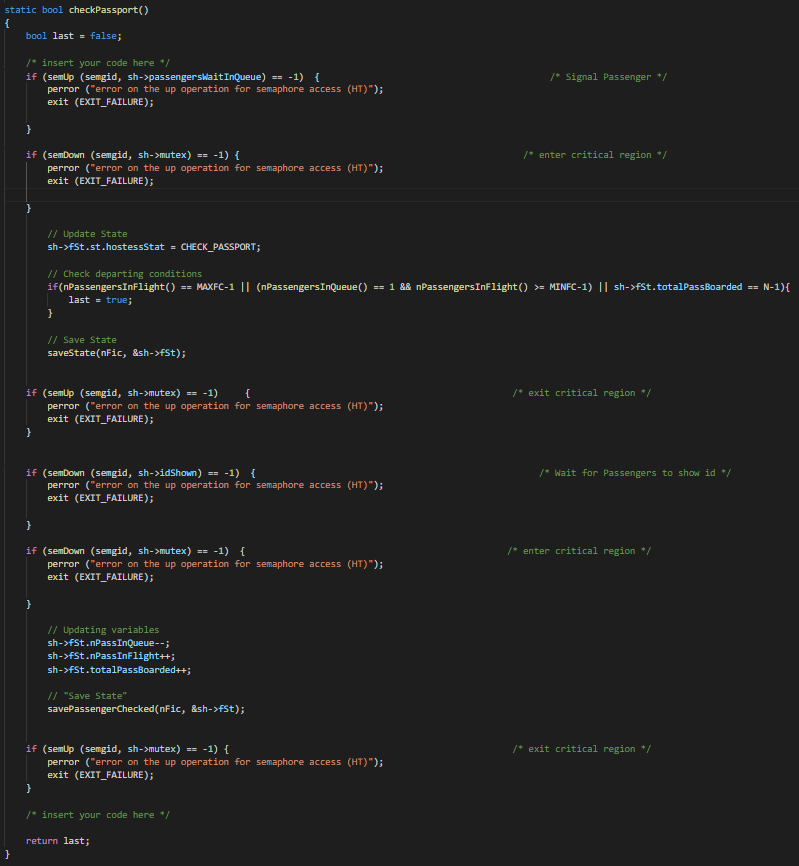 static bool checkPassport()
{
bool last = false;
/* insert your code here */
if (semUp (semgid, sh->passengersWaitInQueue) == -1) { /* Signal Passenger */
perror ("error on the up operation for semaphore access (HT)");
exit (EXIT_FAILURE);
}
if (semDown (semgid, sh->mutex) == -1) { /* enter critical region */
perror ("error on the up operation for semaphore access (HT)");
exit (EXIT_FAILURE);
}
// Update State
sh->fSt.st.hostessStat = CHECK_PASSPORT;
// Check departing conditions
if(nPassengersInFlight() == MAXFC-1 || (nPassengersInQueue() == 1 && nPassengersInFlight() >= MINFC-1) || sh->fSt.totalPassBoarded == N-1){
last = true;
}
// Save State
saveState(nFic, &sh->fSt);
if (semUp (semgid, sh->mutex) == -1) { /* exit critical region */
perror ("error on the up operation for semaphore access (HT)");
exit (EXIT_FAILURE);
}
if (semDown (semgid, sh->idShown) == -1) { /* Wait for Passengers to show id */
perror ("error on the up operation for semaphore access (HT)");
exit (EXIT_FAILURE);
}
if (semDown (semgid, sh->mutex) == -1) { /* enter critical region */
perror ("error on the up operation for semaphore access (HT)");
exit (EXIT_FAILURE);
}
// Updating variables
sh->fSt.nPassInQueue--;
sh->fSt.nPassInFlight++;
sh->fSt.totalPassBoarded++;
// "Save State"
savePassengerChecked(nFic, &sh->fSt);
if (semUp (semgid, sh->mutex) == -1) { /* exit critical region */
perror ("error on the up operation for semaphore access (HT)");
exit (EXIT_FAILURE);
}
/* insert your code here */
return last;
}